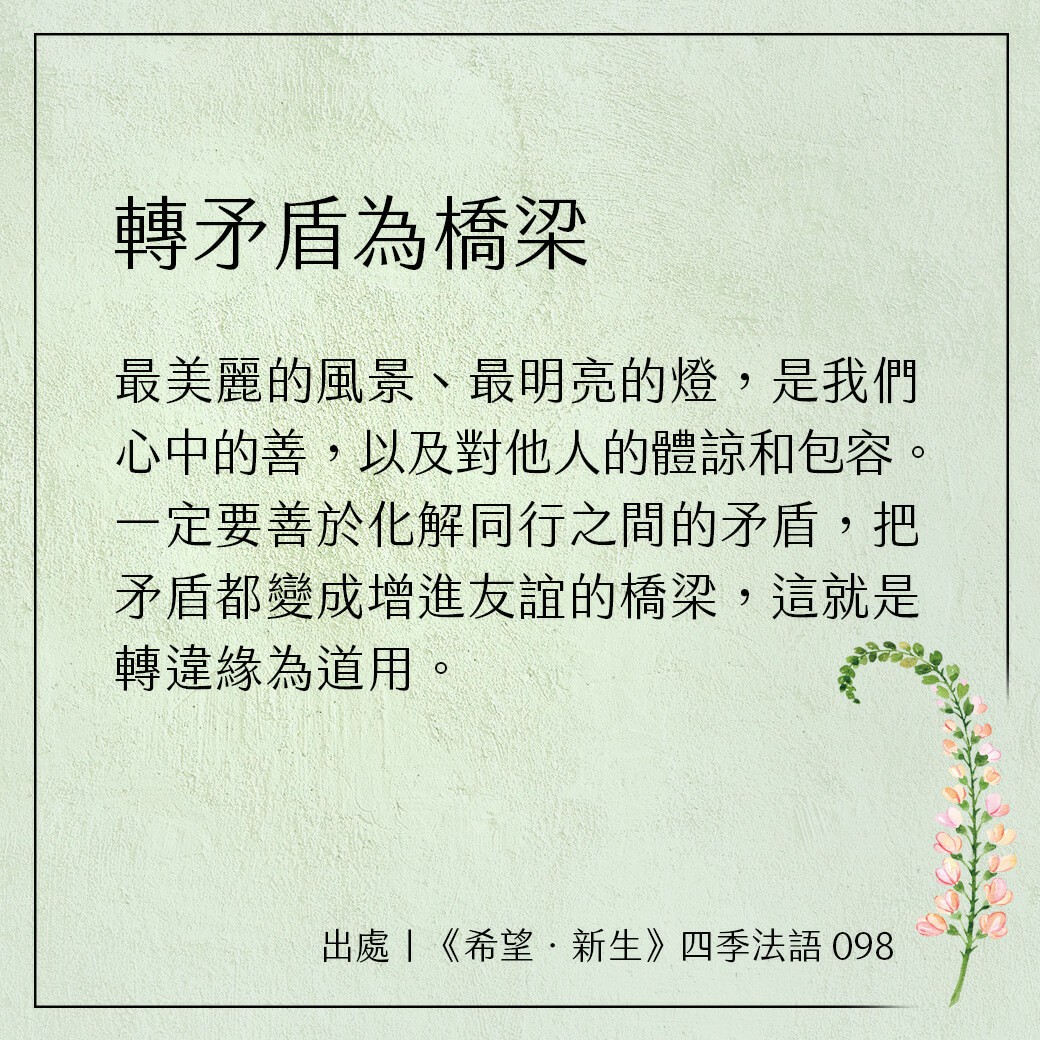 轉矛盾為橋梁
最美麗的風景、最明亮的燈，是我們
心中的善，以及對他人的體諒和包容。
一定要善於化解同行之間的矛盾，把
矛盾都變成增進友誼的橋梁，這就是
轉違緣為道用。
出處｜《希望．新生》四季法語 098